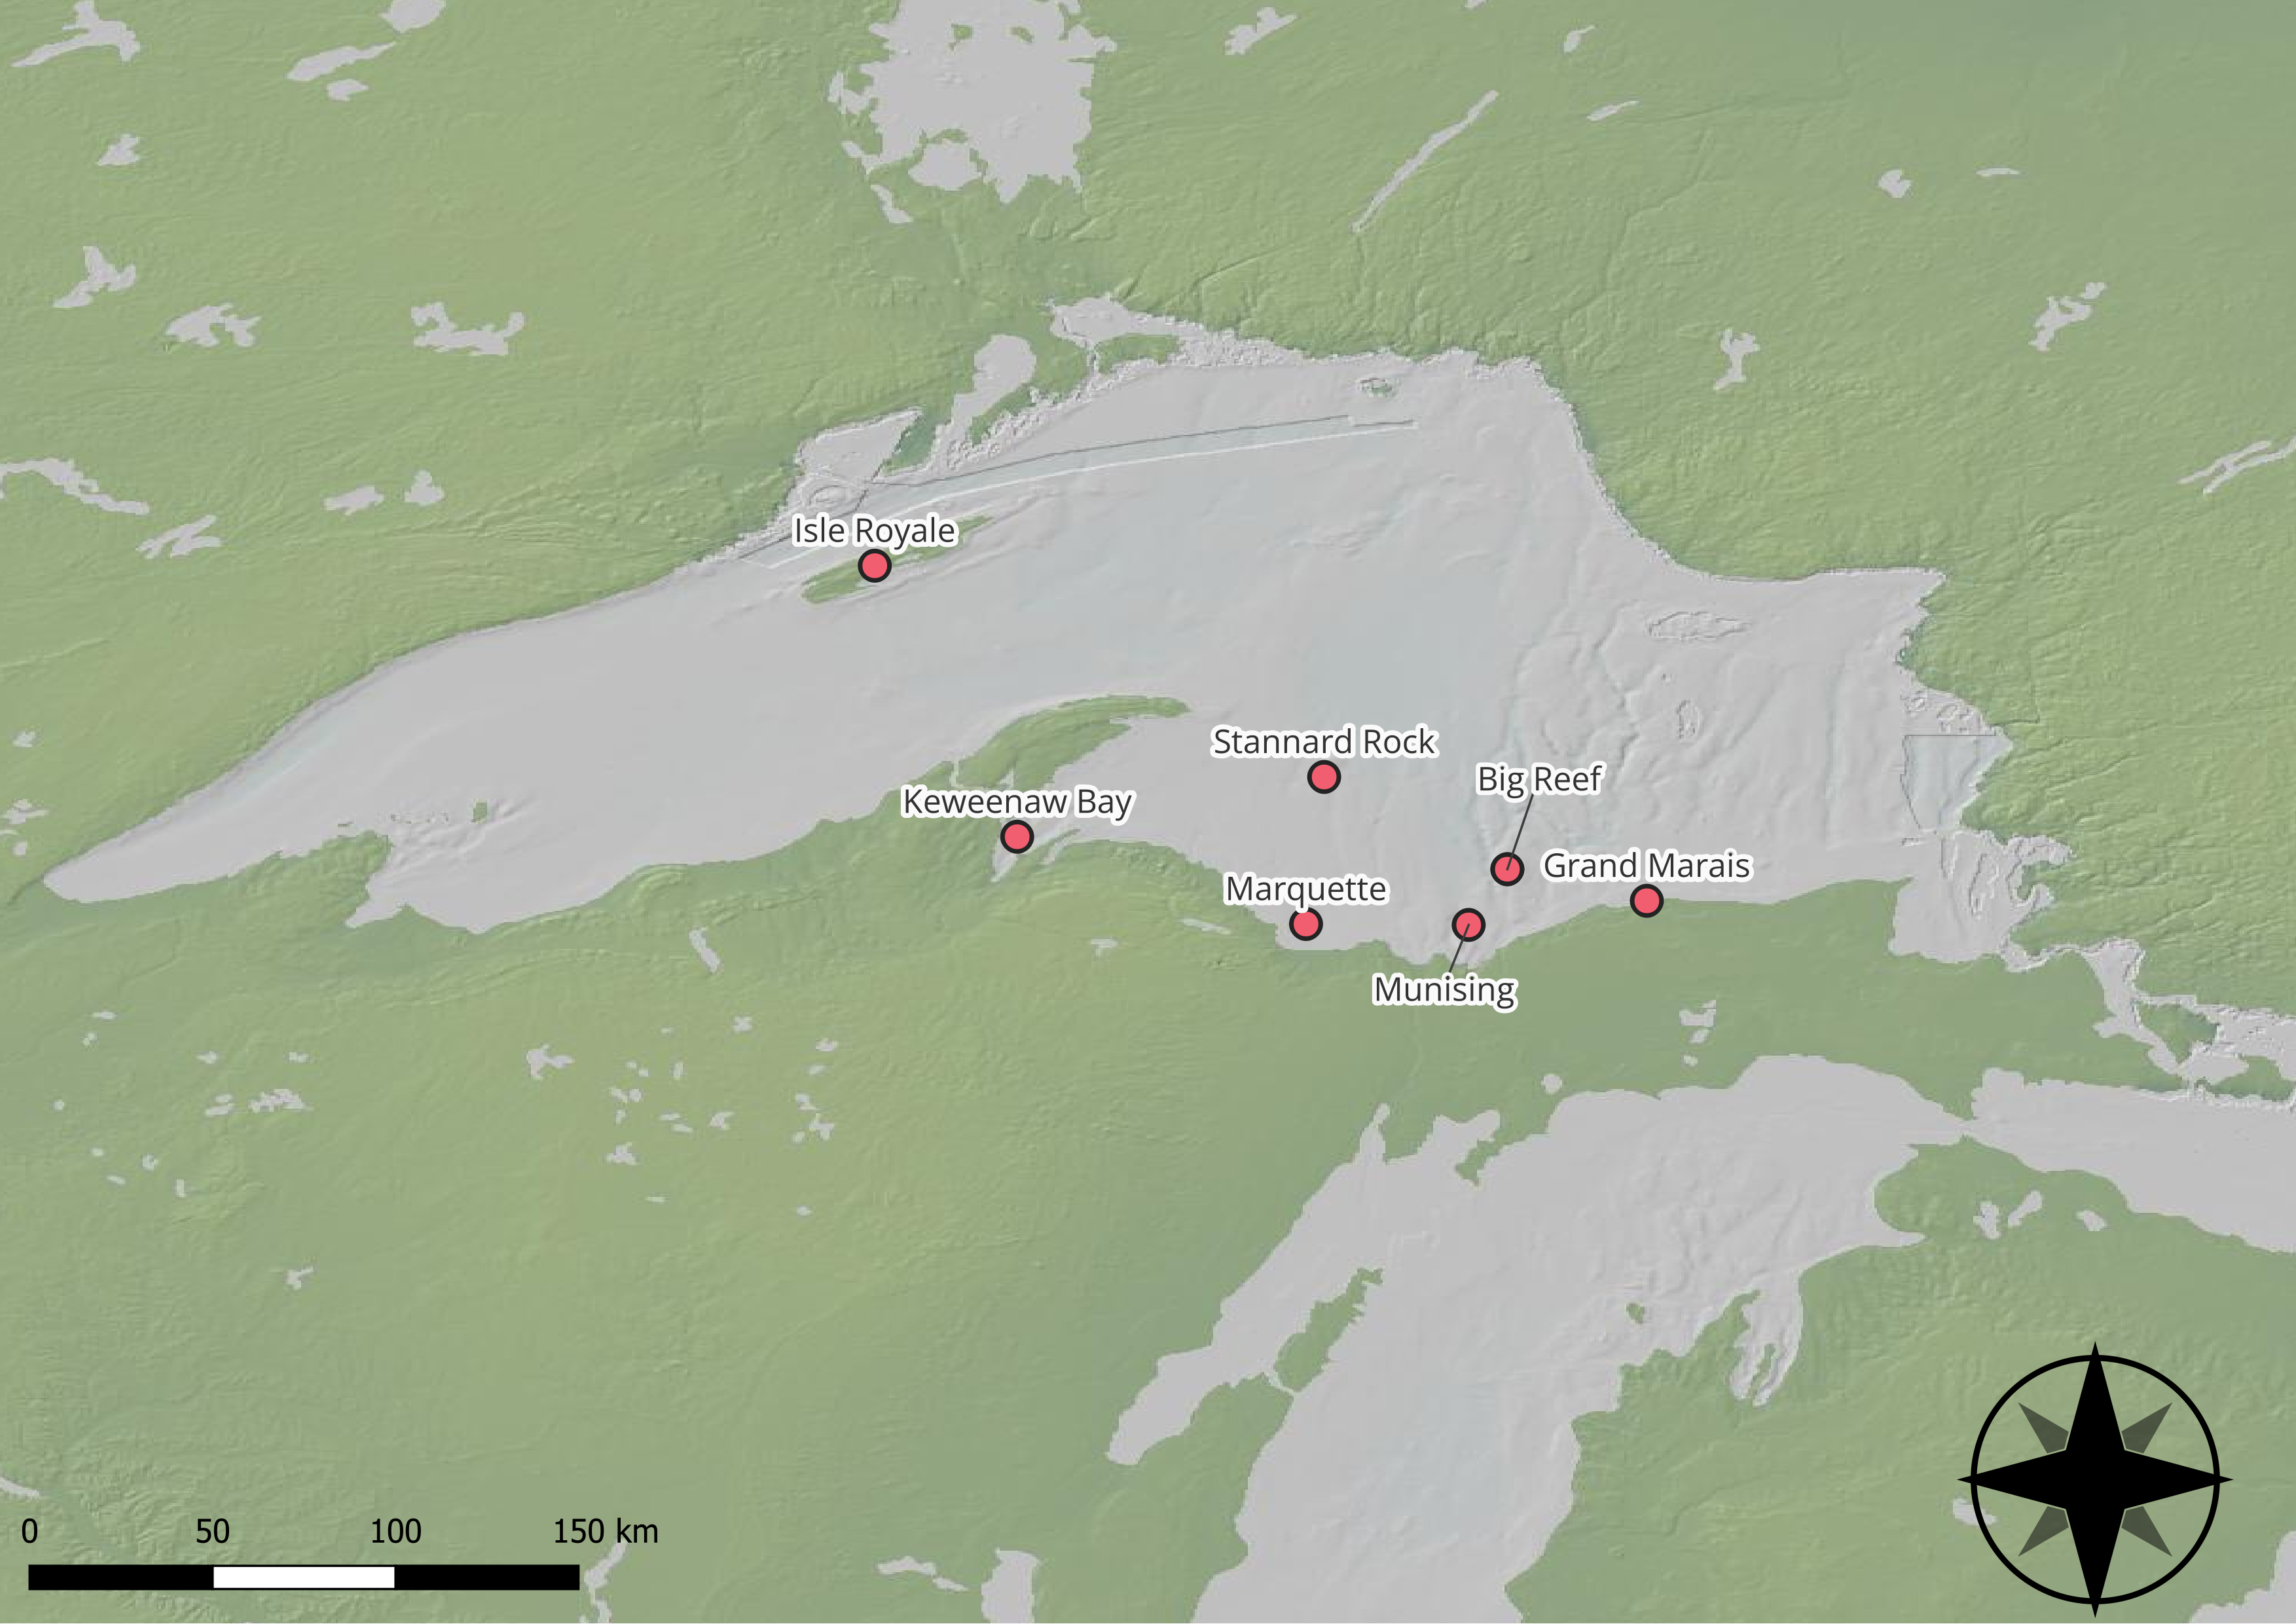 Isle Royale
Stannard Rock
Big Reef
Keweenaw Bay
Grand Marais
Marquette
Munising
0 50 100 150 km